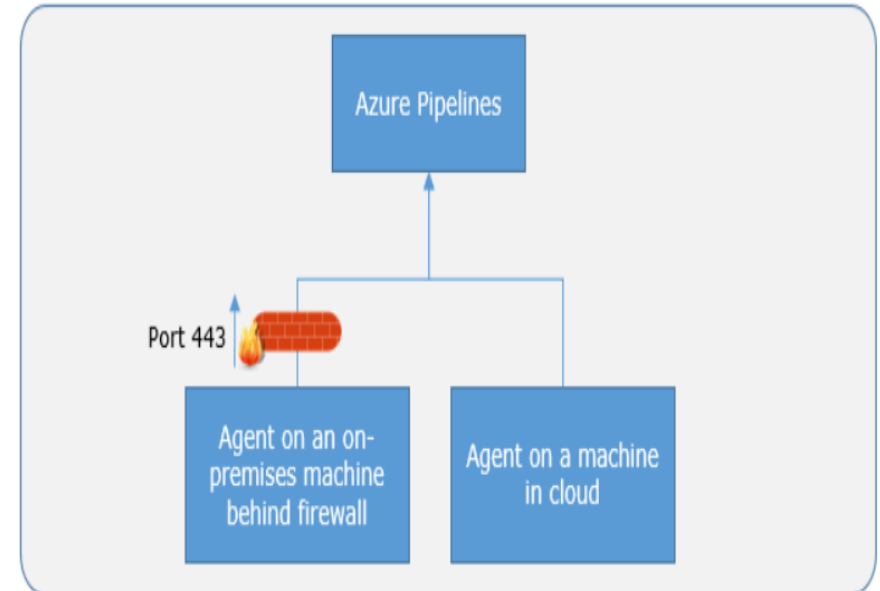 Azure Pipelines
Port 443
Agent on an on-
premises machine
behind firewall
Agent on a machine
in cloud